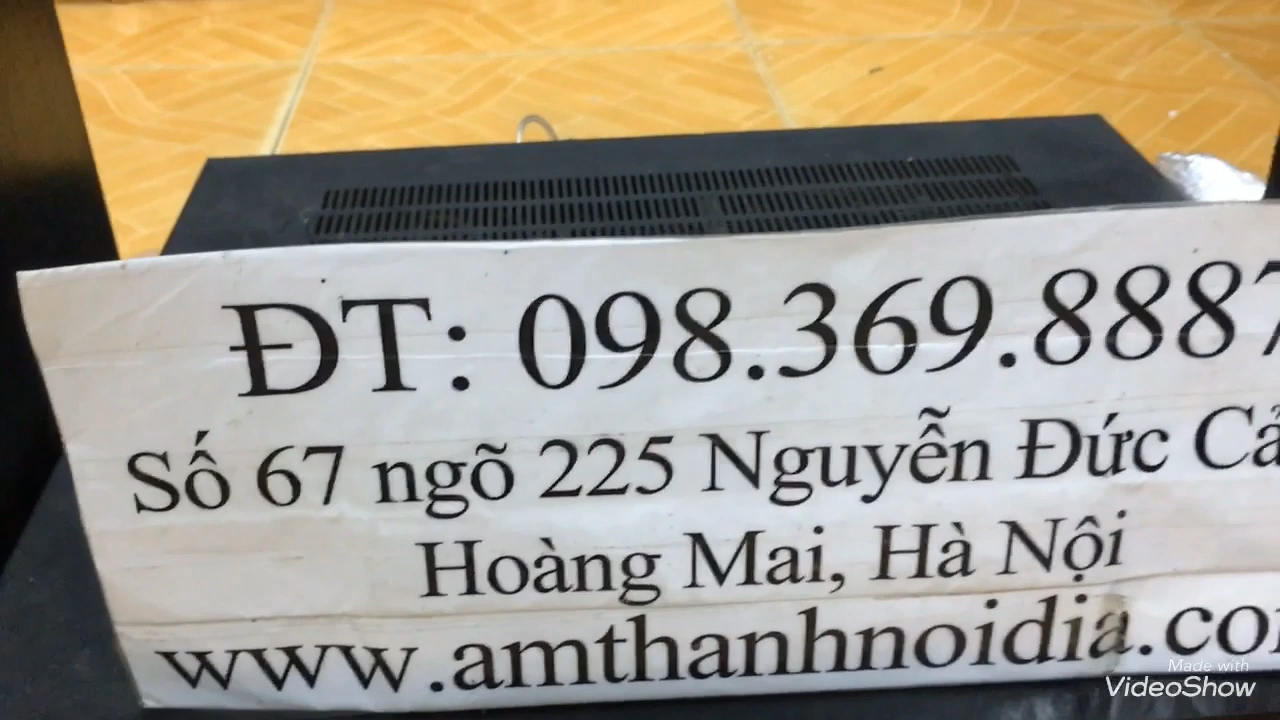 ĐT: 098.369.8887
Số 67 ngõ 225 Nguyễn Đức
Hoàng Mai, Hà Nội
www.amthanhnoidia.co
Made with
VideoShow